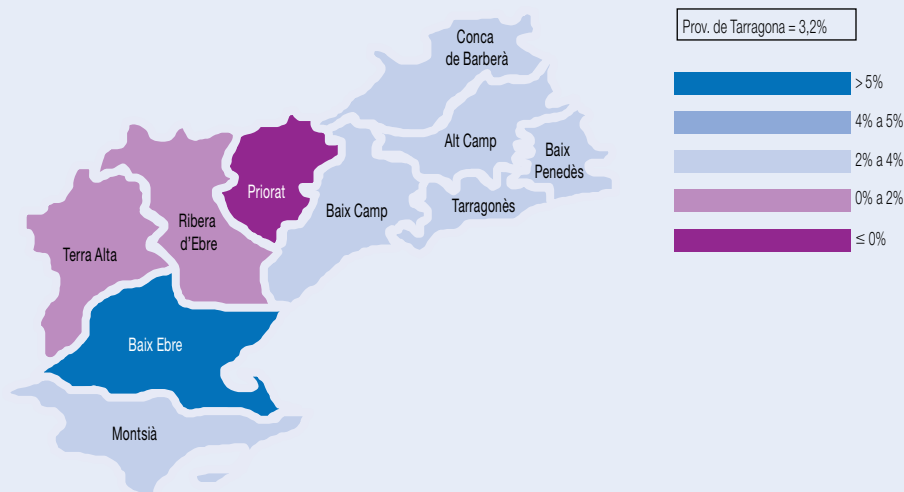 Prov. de Tarragona = 3,2%
> 5%
4% a 5%
2% a 4%
0% a 2%
≤ 0%
Conca
de Barberà
Alt Camp
Baix
Penedès
Priorat
Baix Camp
Tarragonès
Ribera
d'Ebre
Terra Alta
Baix Ebre
Montsià